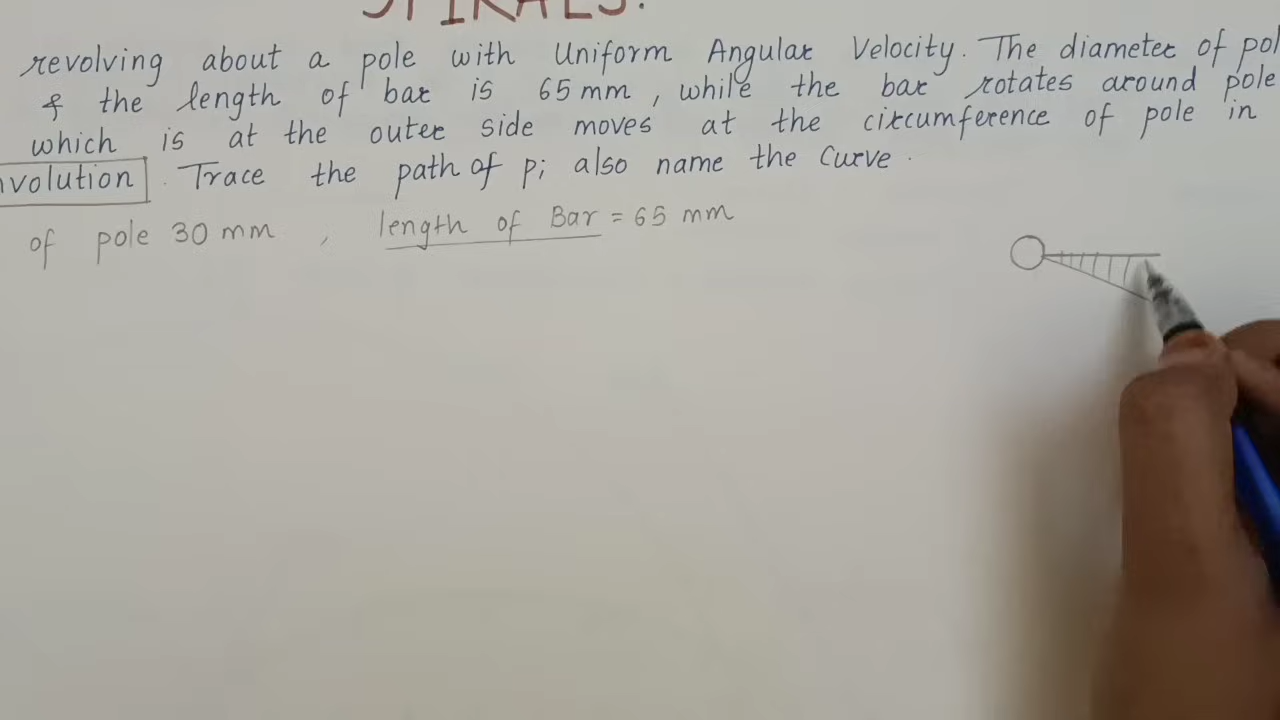 SPIRALS.
revolving about a pole with Uniform Angular Velocity. The diameter of pol
& the length of bar is 65 mm, while the bar rotates around pole
which is at the outer side moves at the circumference of pole in
nvolution. Trace the path of p; also name the Curve.
of pole 30 mm, length of Bar = 65 mm